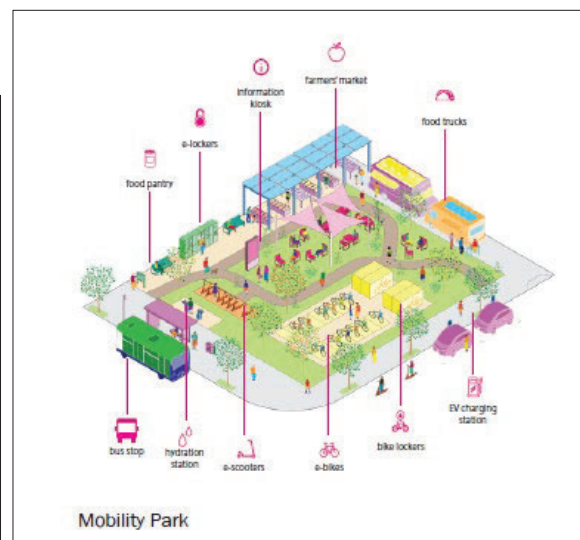 farmers' market
information
kiosk
food trucks
e-lockers
food pantry
EV charging
station
bus stop
hydration
station
e-scooters
e-bikes
bike lockers
Mobility Park